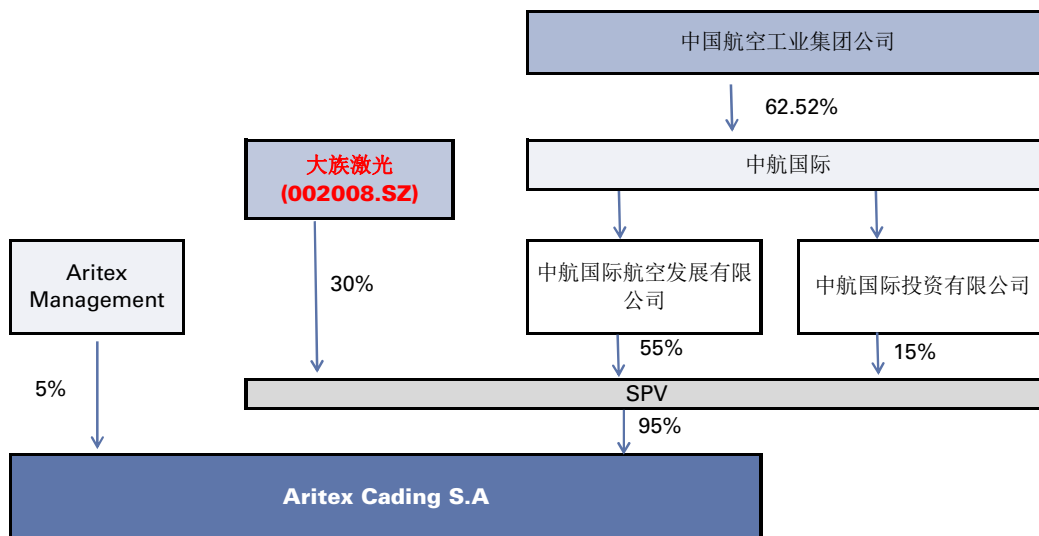 中国航空工业集团公司
62.52%
大族激光
(002008.SZ)
中航国际
Aritex
Management
30%
中航国际航空发展有限
公司
中航国际投资有限公司
5%
55%
15%
SPV
95%
Aritex Cading S.A